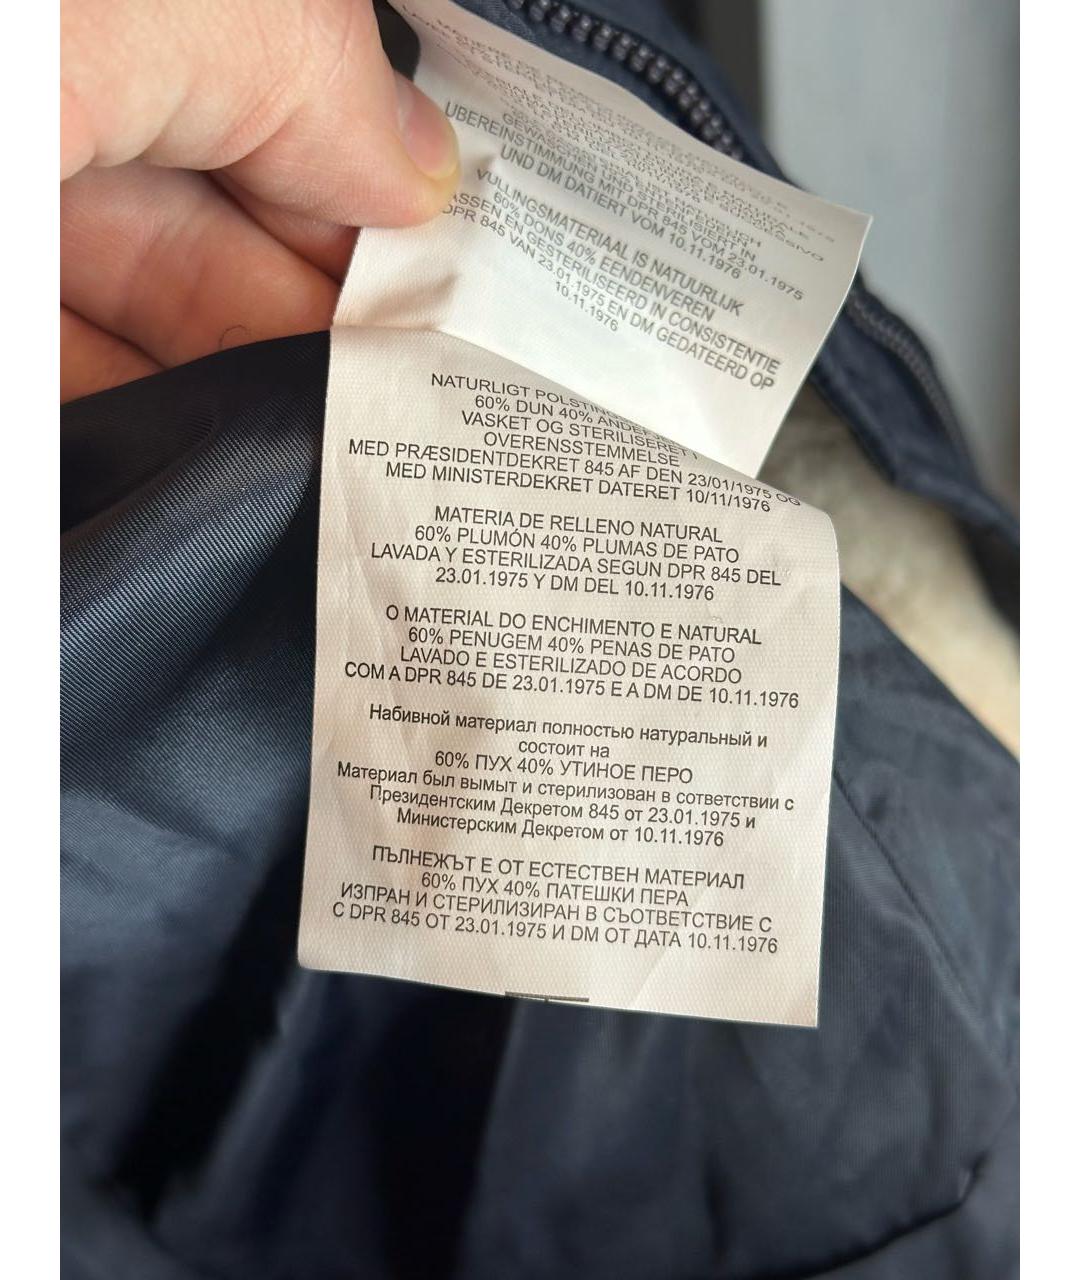 GEWASCHEN UND STERILISIERT IN
UBEREINSTIMMUNG MIT DPR 845 VOM 23.01.1975
UND DM DATIERT VOM 10.11.1976
VULLINGSMATERIAAL IS NATUURLIJK
60% DONS 40% EENDENVEREN
ASSEN EN GESTERILISEERD IN CONSISTENTIE
DPR 845 VAN 23.01.1975 EN DM GEDATEERD OP
10.11.1976
NATURLIGT
60% DUN 40%
VASKET OG STERILISERET I
OVERENSSTEMMELSE
MED PRÆSIDENTDEKRET 845 AF DEN 23/01/1975 OG
MED MINISTERDEKRET DATERET 10/11/1976
MATERIA DE RELLENO NATURAL
60% PLUMÓN 40% PLUMAS DE PATO
LAVADA Y ESTERILIZADA SEGUN DPR 845 DEL
23.01.1975 Y DM DEL 10.11.1976
O MATERIAL DO ENCHIMENTO E NATURAL
60% PENUGEM 40% PENAS DE PATO
LAVADO E ESTERILIZADO DE ACORDO
COM A DPR 845 DE 23.01.1975 E A DM DE 10.11.1976
Набивной материал полностью натуральный и
состоит на
60% ПУХ 40% УТИНОЕ ПЕРО
Материал был вымыт и стерилизован в сответствии с
Президентским Декретом 845 от 23.01.1975 и
Министерским Декретом от 10.11.1976
ПЪЛНЕЖЪТ Е ОТ ЕСТЕСТВЕН МАТЕРИАЛ
60% ПУХ 40% ПАТЕШКИ ПЕРА
ИЗПРАН И СТЕРИЛИЗИРАН В СЪОТВЕТСТВИЕ С
С DPR 845 ОТ 23.01.1975 И DM ОТ ДАТА 10.11.1976